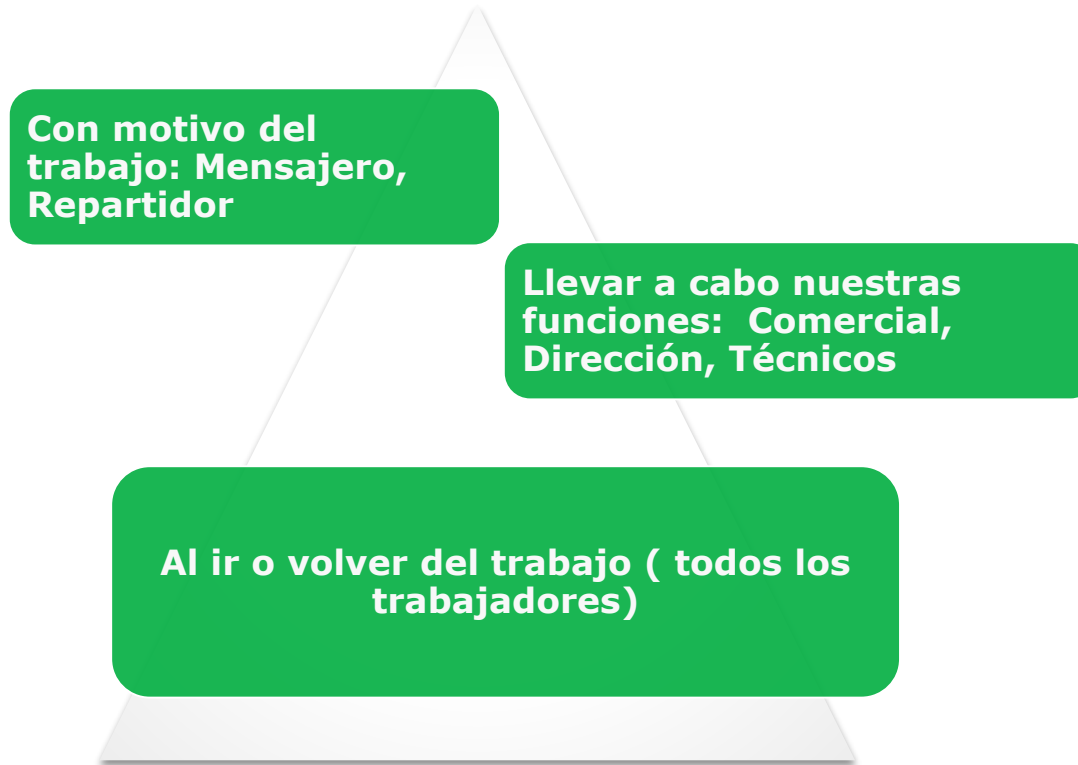 Con motivo del
trabajo: Mensajero,
Repartidor
Llevar a cabo nuestras
funciones:  Comercial,
Dirección, Técnicos
Al ir o volver del trabajo ( todos los
trabajadores)